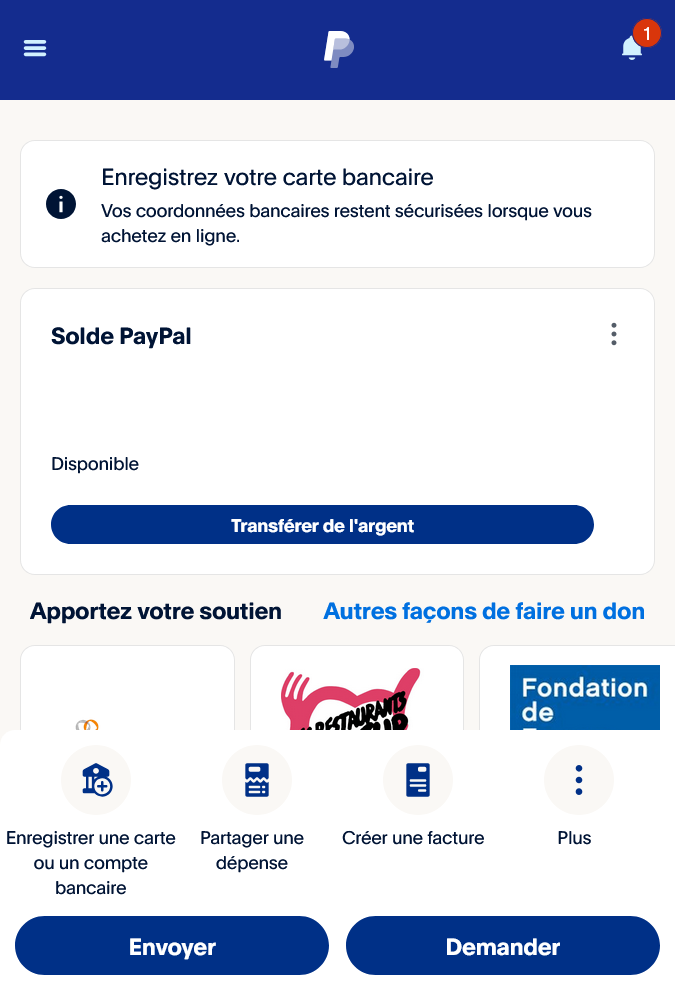 1
Enregistrez votre carte bancaire
Vos coordonnées bancaires restent sécurisées lorsque vous
achetez en ligne.
Solde PayPal
Disponible
Transférer de l'argent
Apportez votre soutien
Autres façons de faire un don
RESTAURANTS
Fondation
de
Enregistrer une carte
ou un compte
bancaire
Partager une
dépense
Créer une facture
Plus
Envoyer
Demander